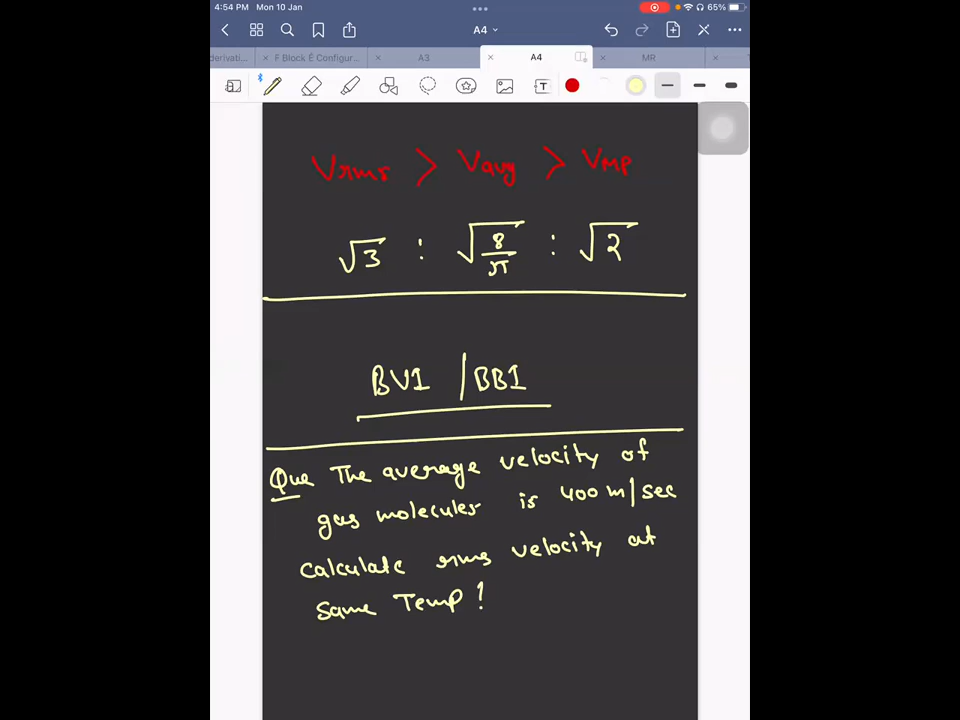 4:54 PM Mon 10 Jan
65%
A4
derivati...
F Block É Configur...
A3
A4
MR
Vrms > Vavg > VMP
√3 : √8/π : √2
BV1 / BB1
Que The average velocity of
gas molecules is 400 m/sec
calculate rms velocity at
same Temp!